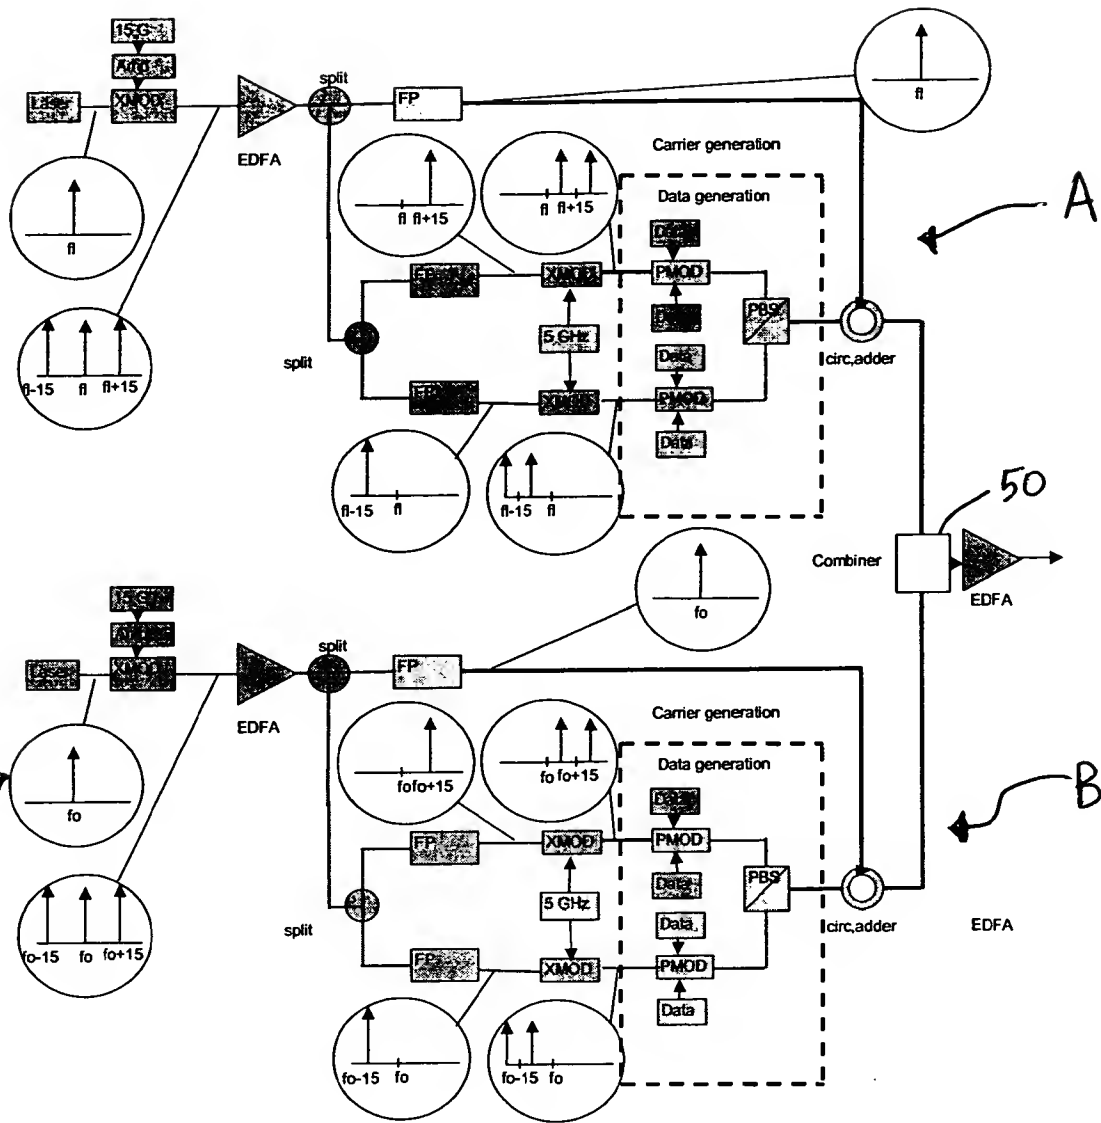 split
FP
fl
XMOD
EDFA
Carrier generation
fl fl+15
fl fl+15
Data generation
A
fl
PMOD
XMOD
PBS
5 GHz
fl-15 fl fl+15
split
Data
circ,adder
PMOD
Data
fl-15 fl
fl-15 fl
50
Combiner
EDFA
fo
split
FP
XMOD
EDFA
Carrier generation
fo fo+15
fo fo+15
Data generation
B
fo
Data
FP
XMOD
PMOD
PBS
Data
5 GHz
fo-15 fo fo+15
split
Data
circ,adder
EDFA
FP
XMOD
PMOD
Data
fo-15 fo
fo-15 fo